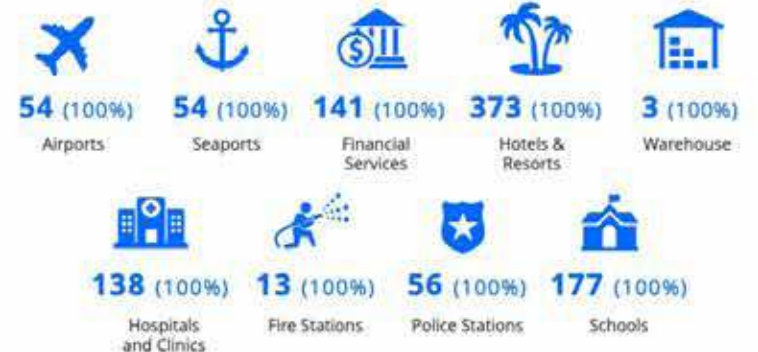 54 (100%)
Airports
54 (100%)
Seaports
141 (100%)
Financial
Services
373 (100%)
Hotels &
Resorts
3 (100%)
Warehouse
138 (100%)
Hospitals
and Clinics
13 (100%)
Fire Stations
56 (100%)
Police Stations
177 (100%)
Schools